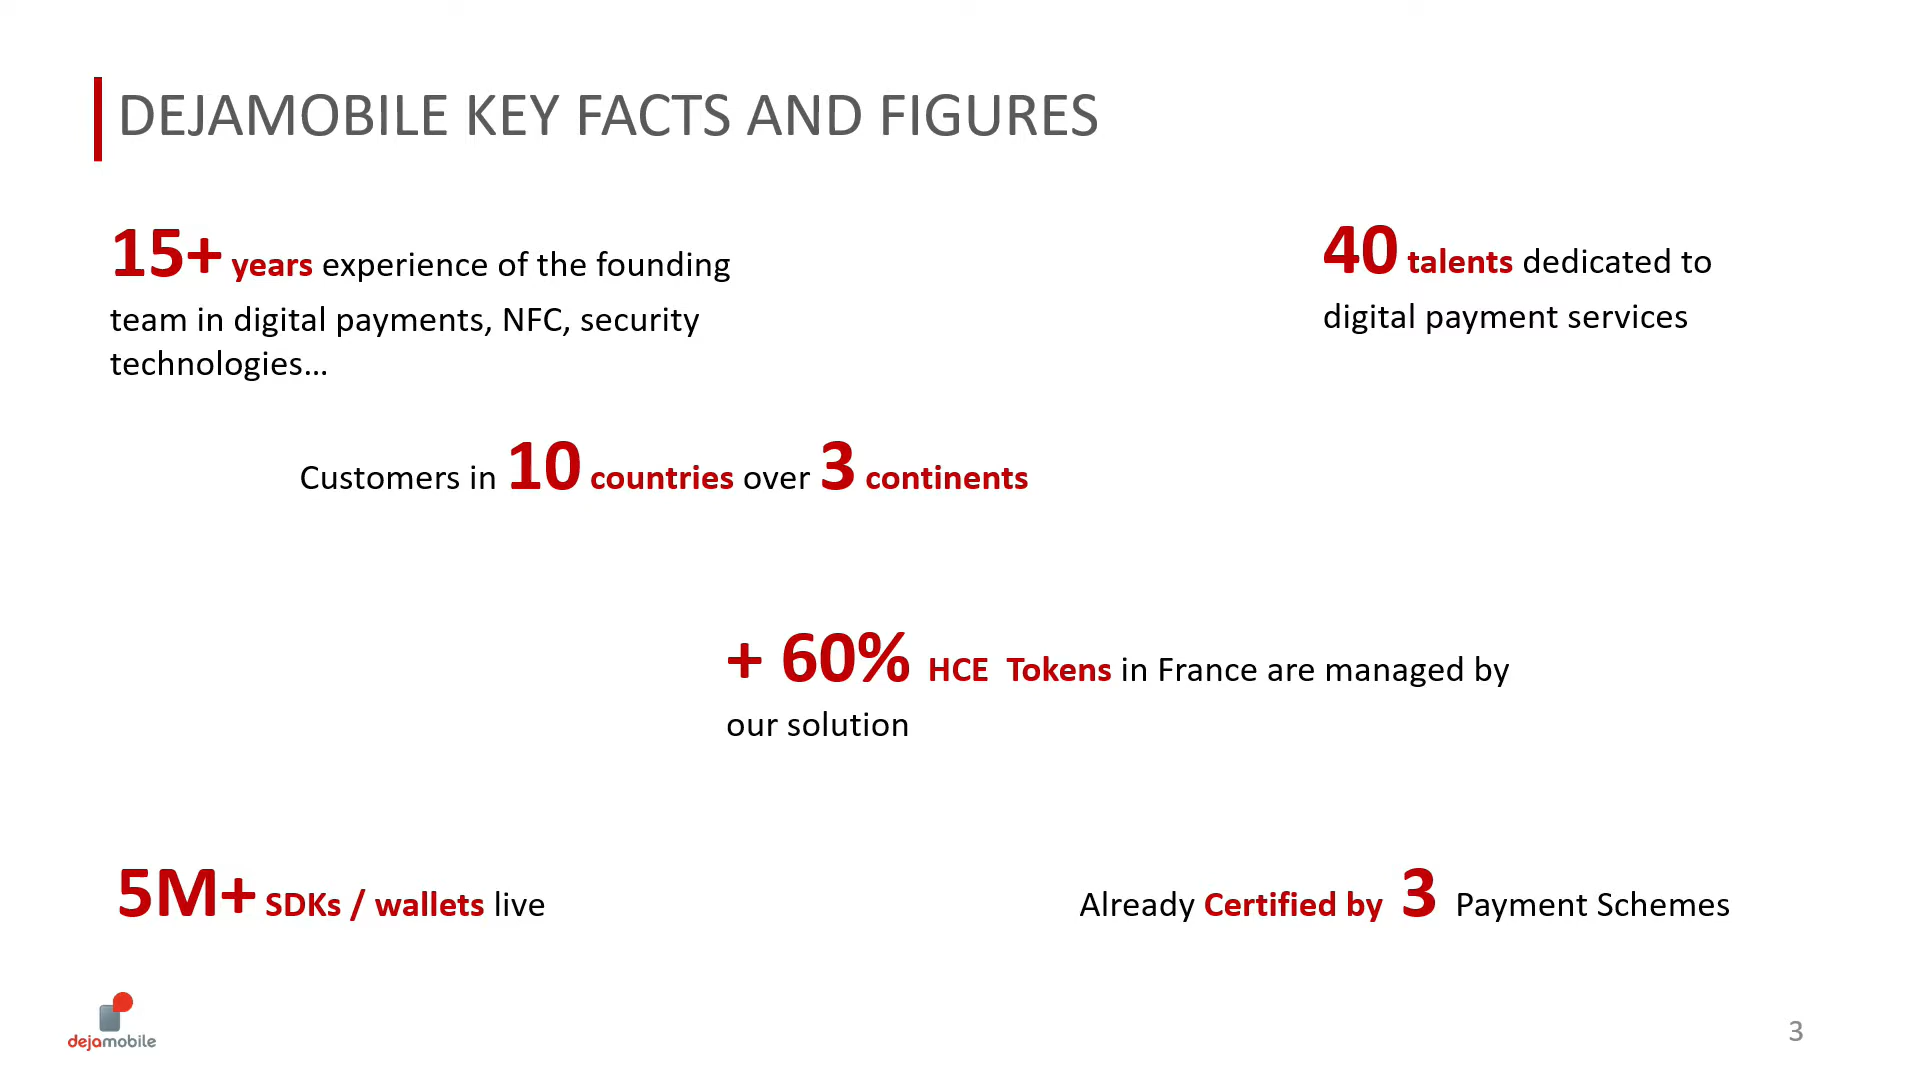 DEJAMOBILE KEY FACTS AND FIGURES
15+ years experience of the founding
team in digital payments, NFC, security
technologies…
40 talents dedicated to
digital payment services
Customers in 10 countries over 3 continents
+ 60% HCE Tokens in France are managed by
our solution
5M+ SDKs / wallets live
Already Certified by 3 Payment Schemes
dejamobile
3